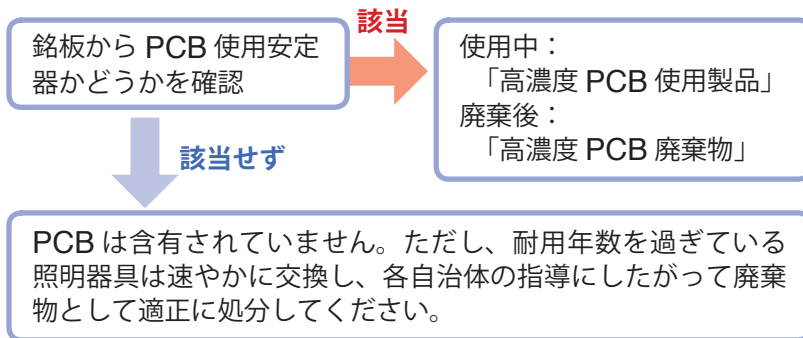 銘板から PCB 使用安定
器かどうかを確認
該当
使用中：
「高濃度 PCB 使用製品」
廃棄後：
「高濃度 PCB 廃棄物」
該当せず
PCB は含有されていません。ただし、耐用年数を過ぎている
照明器具は速やかに交換し、各自治体の指導にしたがって廃棄
物として適正に処分してください。